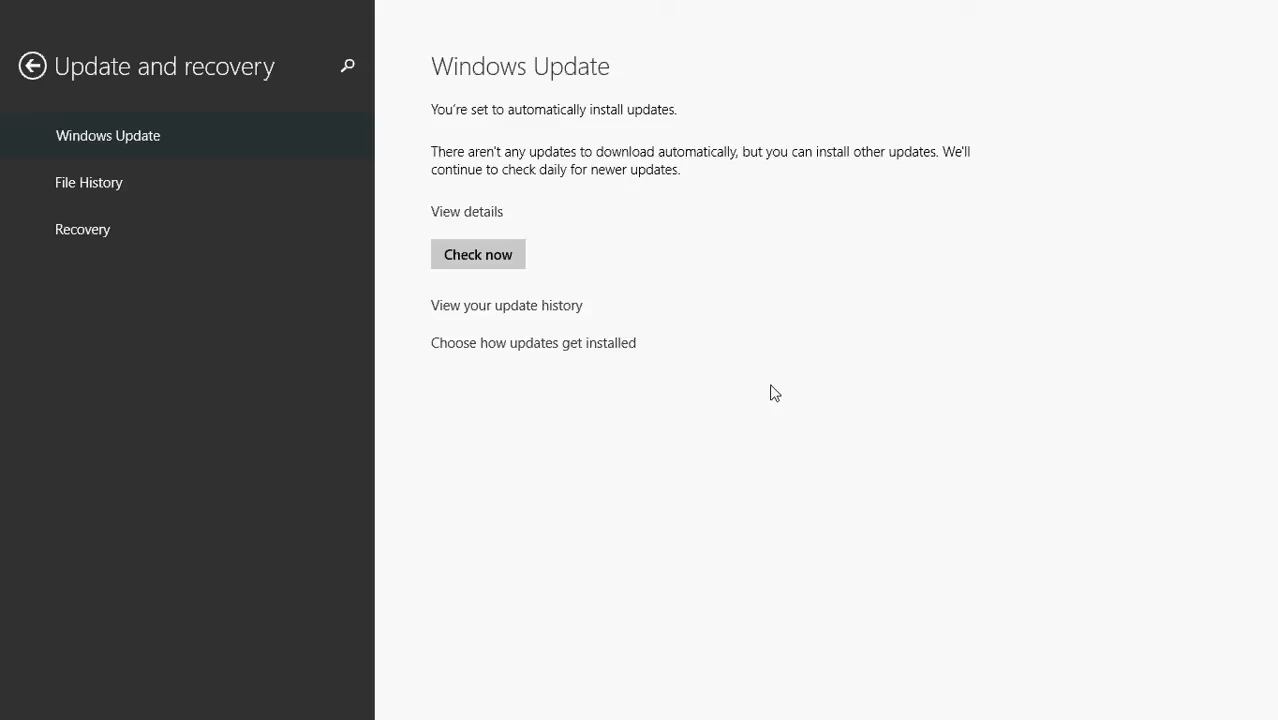 Update and recovery
Windows Update
File History
Recovery
Windows Update
You're set to automatically install updates.
There aren't any updates to download automatically, but you can install other updates. We'll
continue to check daily for newer updates.
View details
Check now
View your update history
Choose how updates get installed